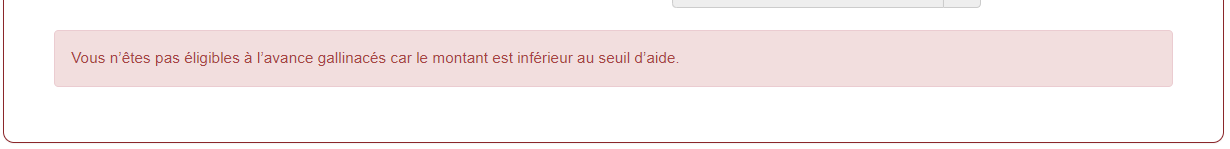 Vous n’êtes pas éligibles à l’avance gallinacés car le montant est inférieur au seuil d’aide.